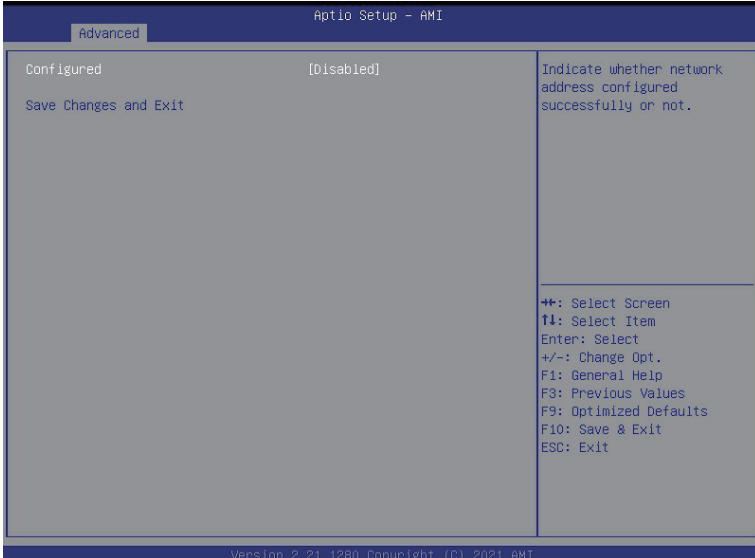 Aptio Setup – AMI
Advanced
Configured [Disabled]
Save Changes and Exit
Indicate whether network
address configured
successfully or not.
→←: Select Screen
↑↓: Select Item
Enter: Select
+/-: Change Opt.
F1: General Help
F3: Previous Values
F9: Optimized Defaults
F10: Save & Exit
ESC: Exit
Version 2.21.1280 Copyright (C) 2021 AMI